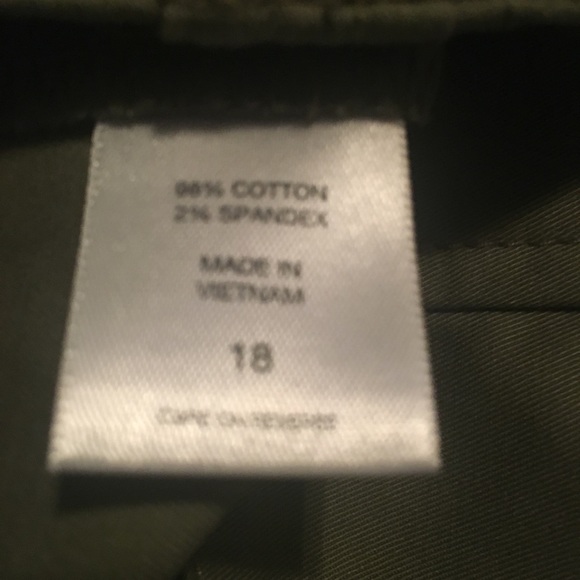 98% COTTON
2% SPANDEX
MADE IN
VIETNAM
18
CARE ON REVERSE